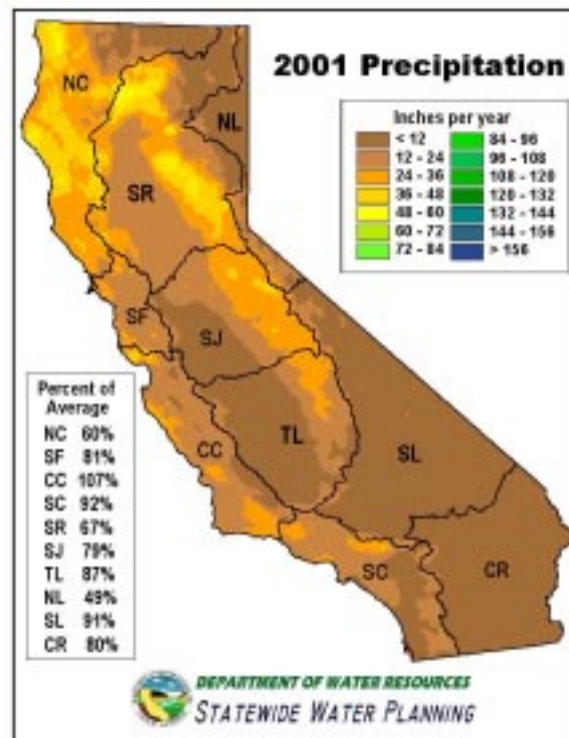 2001 Precipitation
Inches per year
< 12
12 - 24
24 - 36
36 - 48
48 - 60
60 - 72
72 - 84
84 - 96
96 - 108
108 - 120
120 - 132
132 - 144
144 - 156
> 156
NC
NL
SR
SF
SJ
CC
TL
SL
SC
CR
Percent of
Average
NC 60%
SF 81%
CC 107%
SC 92%
SR 67%
SJ 79%
TL 87%
NL 49%
SL 91%
CR 80%
DEPARTMENT OF WATER RESOURCES
STATEWIDE WATER PLANNING